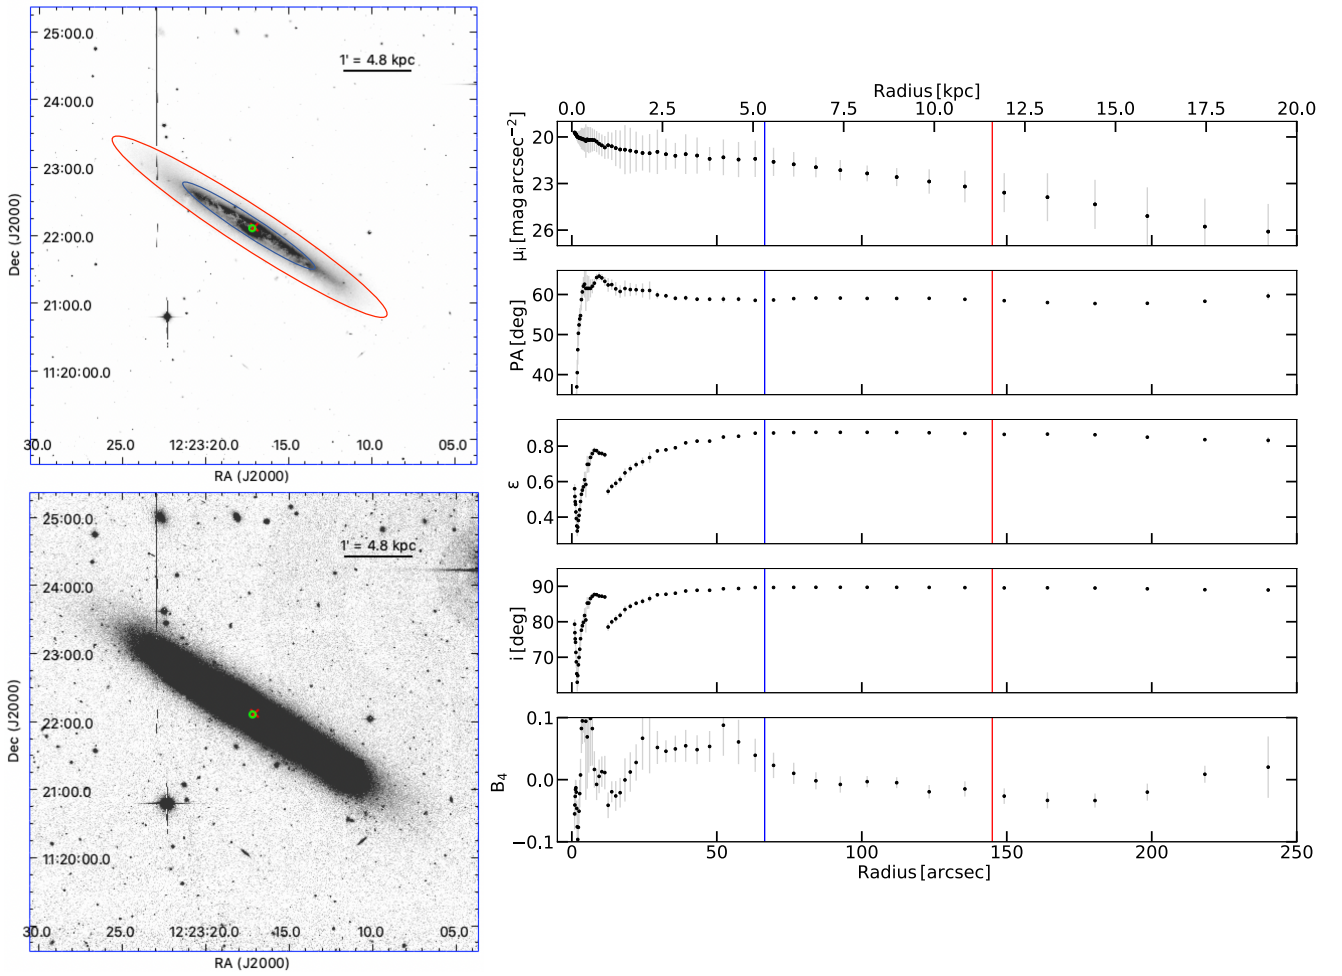 25:00.0
1' = 4.8 kpc
24:00.0
23:00.0
22:00.0
21:00.0
11:20:00.0
30.0 25.0 12:23:20.0 15.0 10.0 05.0
RA (J2000)
Dec (J2000)
25:00.0
1' = 4.8 kpc
24:00.0
23:00.0
22:00.0
21:00.0
11:20:00.0
30.0 25.0 12:23:20.0 15.0 10.0 05.0
RA (J2000)
Dec (J2000)
Radius [kpc]
0.0 2.5 5.0 7.5 10.0 12.5 15.0 17.5 20.0
μi [mag arcsec−2]
20
23
26
PA [deg]
60
50
40
ε
0.8
0.6
0.4
i [deg]
90
80
70
B4
0.1
0.0
−0.1
0 50 100 150 200 250
Radius [arcsec]